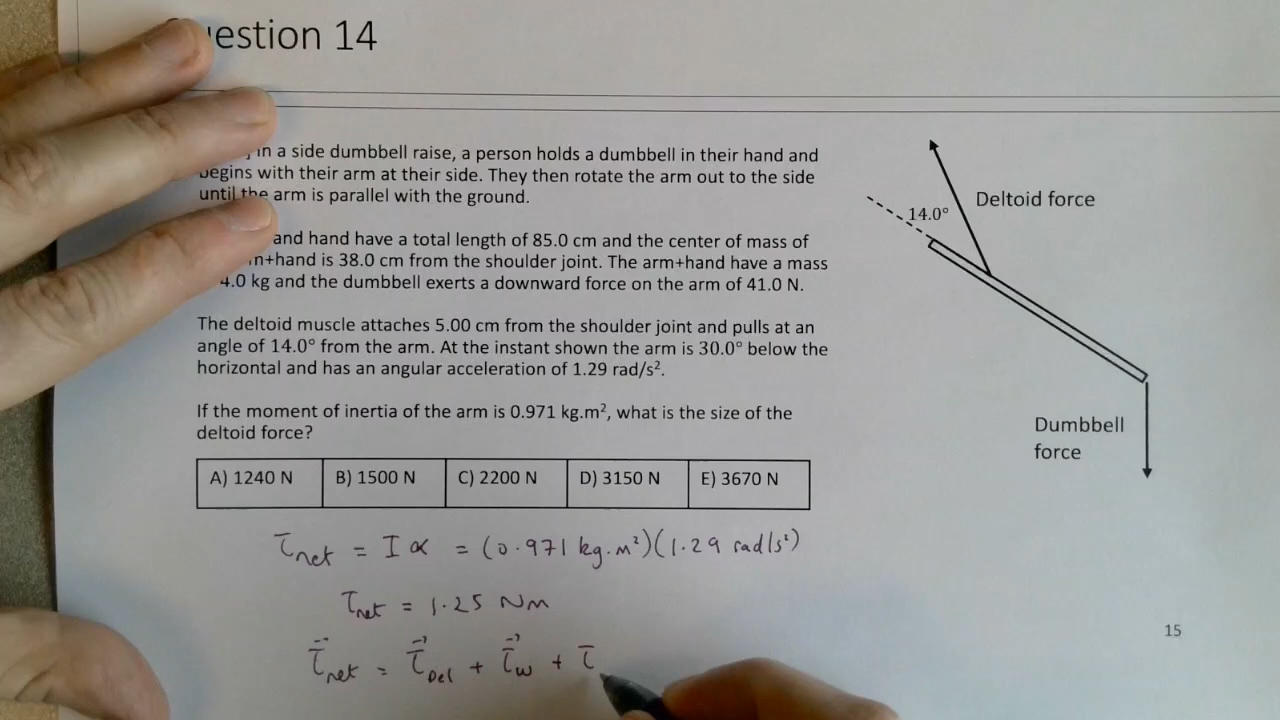 estion 14
in a side dumbbell raise, a person holds a dumbbell in their hand and
begins with their arm at their side. They then rotate the arm out to the side
until the arm is parallel with the ground.
and hand have a total length of 85.0 cm and the center of mass of
+hand is 38.0 cm from the shoulder joint. The arm+hand have a mass
4.0 kg and the dumbbell exerts a downward force on the arm of 41.0 N.
The deltoid muscle attaches 5.00 cm from the shoulder joint and pulls at an
angle of 14.0° from the arm. At the instant shown the arm is 30.0° below the
horizontal and has an angular acceleration of 1.29 rad/s².
If the moment of inertia of the arm is 0.971 kg.m², what is the size of the
deltoid force?
A) 1240 N B) 1500 N C) 2200 N D) 3150 N E) 3670 N
14.0°
Deltoid force
Dumbbell
force
τnet = I α = (0.971 kg.m²)(1.29 rad/s²)
τnet = 1.25 Nm
τ⃗net = τ⃗Del + τ⃗w + τ
15